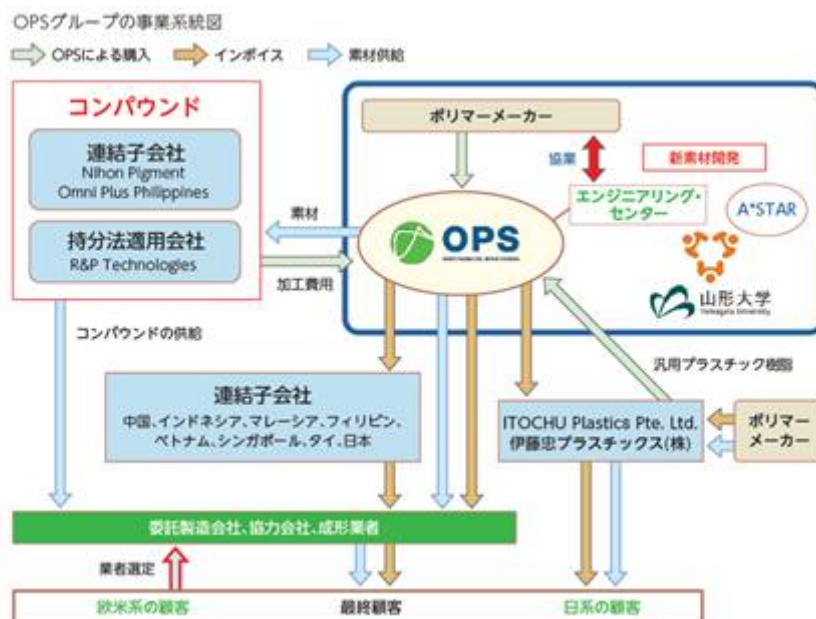 OPSグループの事業系統図
OPSによる購入
インボイス
素材供給
コンパウンド
連結子会社
Nihon Pigment
Omni Plus Philippines
持分法適用会社
R&P Technologies
素材
加工費用
コンパウンドの供給
ポリマーメーカー
協業
新素材開発
エンジニアリング・
センター
A*STAR
OPS
山形大学
Yamagata University
汎用プラスチック樹脂
連結子会社
中国、インドネシア、マレーシア、フィリピン、
ベトナム、シンガポール、タイ、日本
ITOCHU Plastics Pte. Ltd.
伊藤忠プラスチックス(株)
ポリマー
メーカー
委託製造会社、協力会社、成形業者
業者選定
欧米系の顧客
最終顧客
日系の顧客